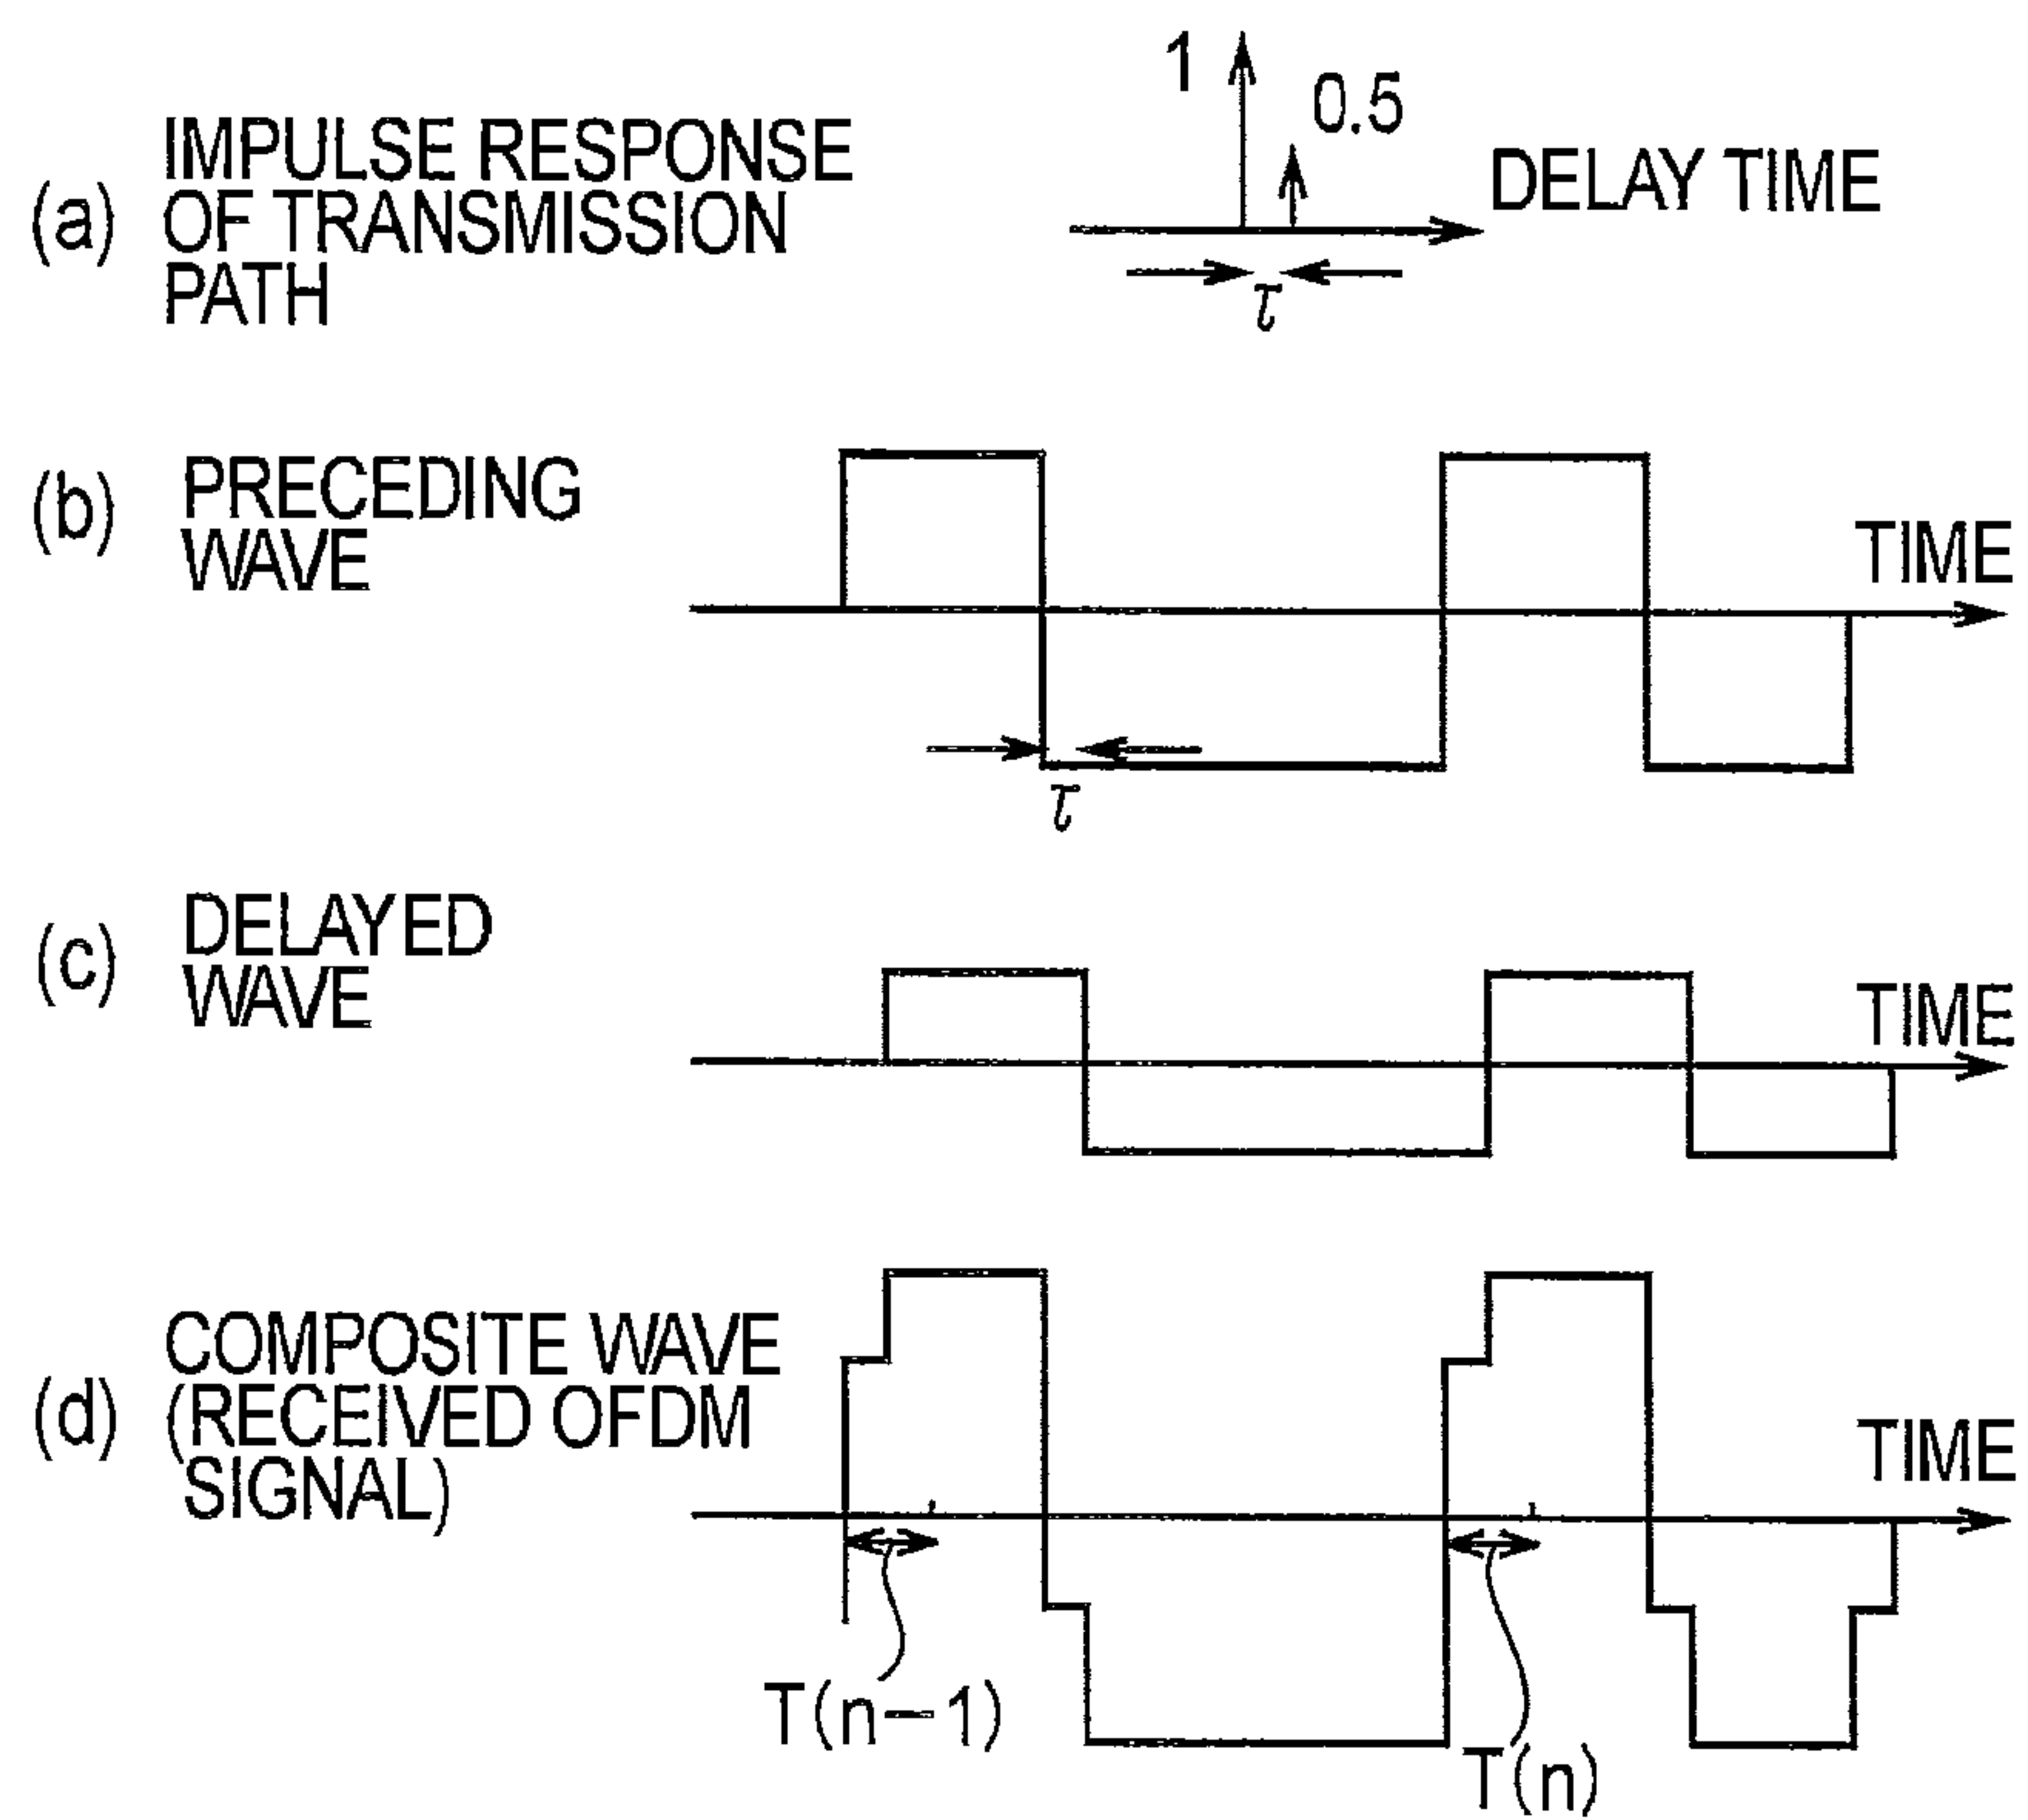 (a) IMPULSE RESPONSE
OF TRANSMISSION
PATH
1
0.5
DELAY TIME
τ
(b) PRECEDING
WAVE
TIME
τ
(c) DELAYED
WAVE
TIME
(d) COMPOSITE WAVE
(RECEIVED OFDM
SIGNAL)
TIME
T(n−1)
T(n)